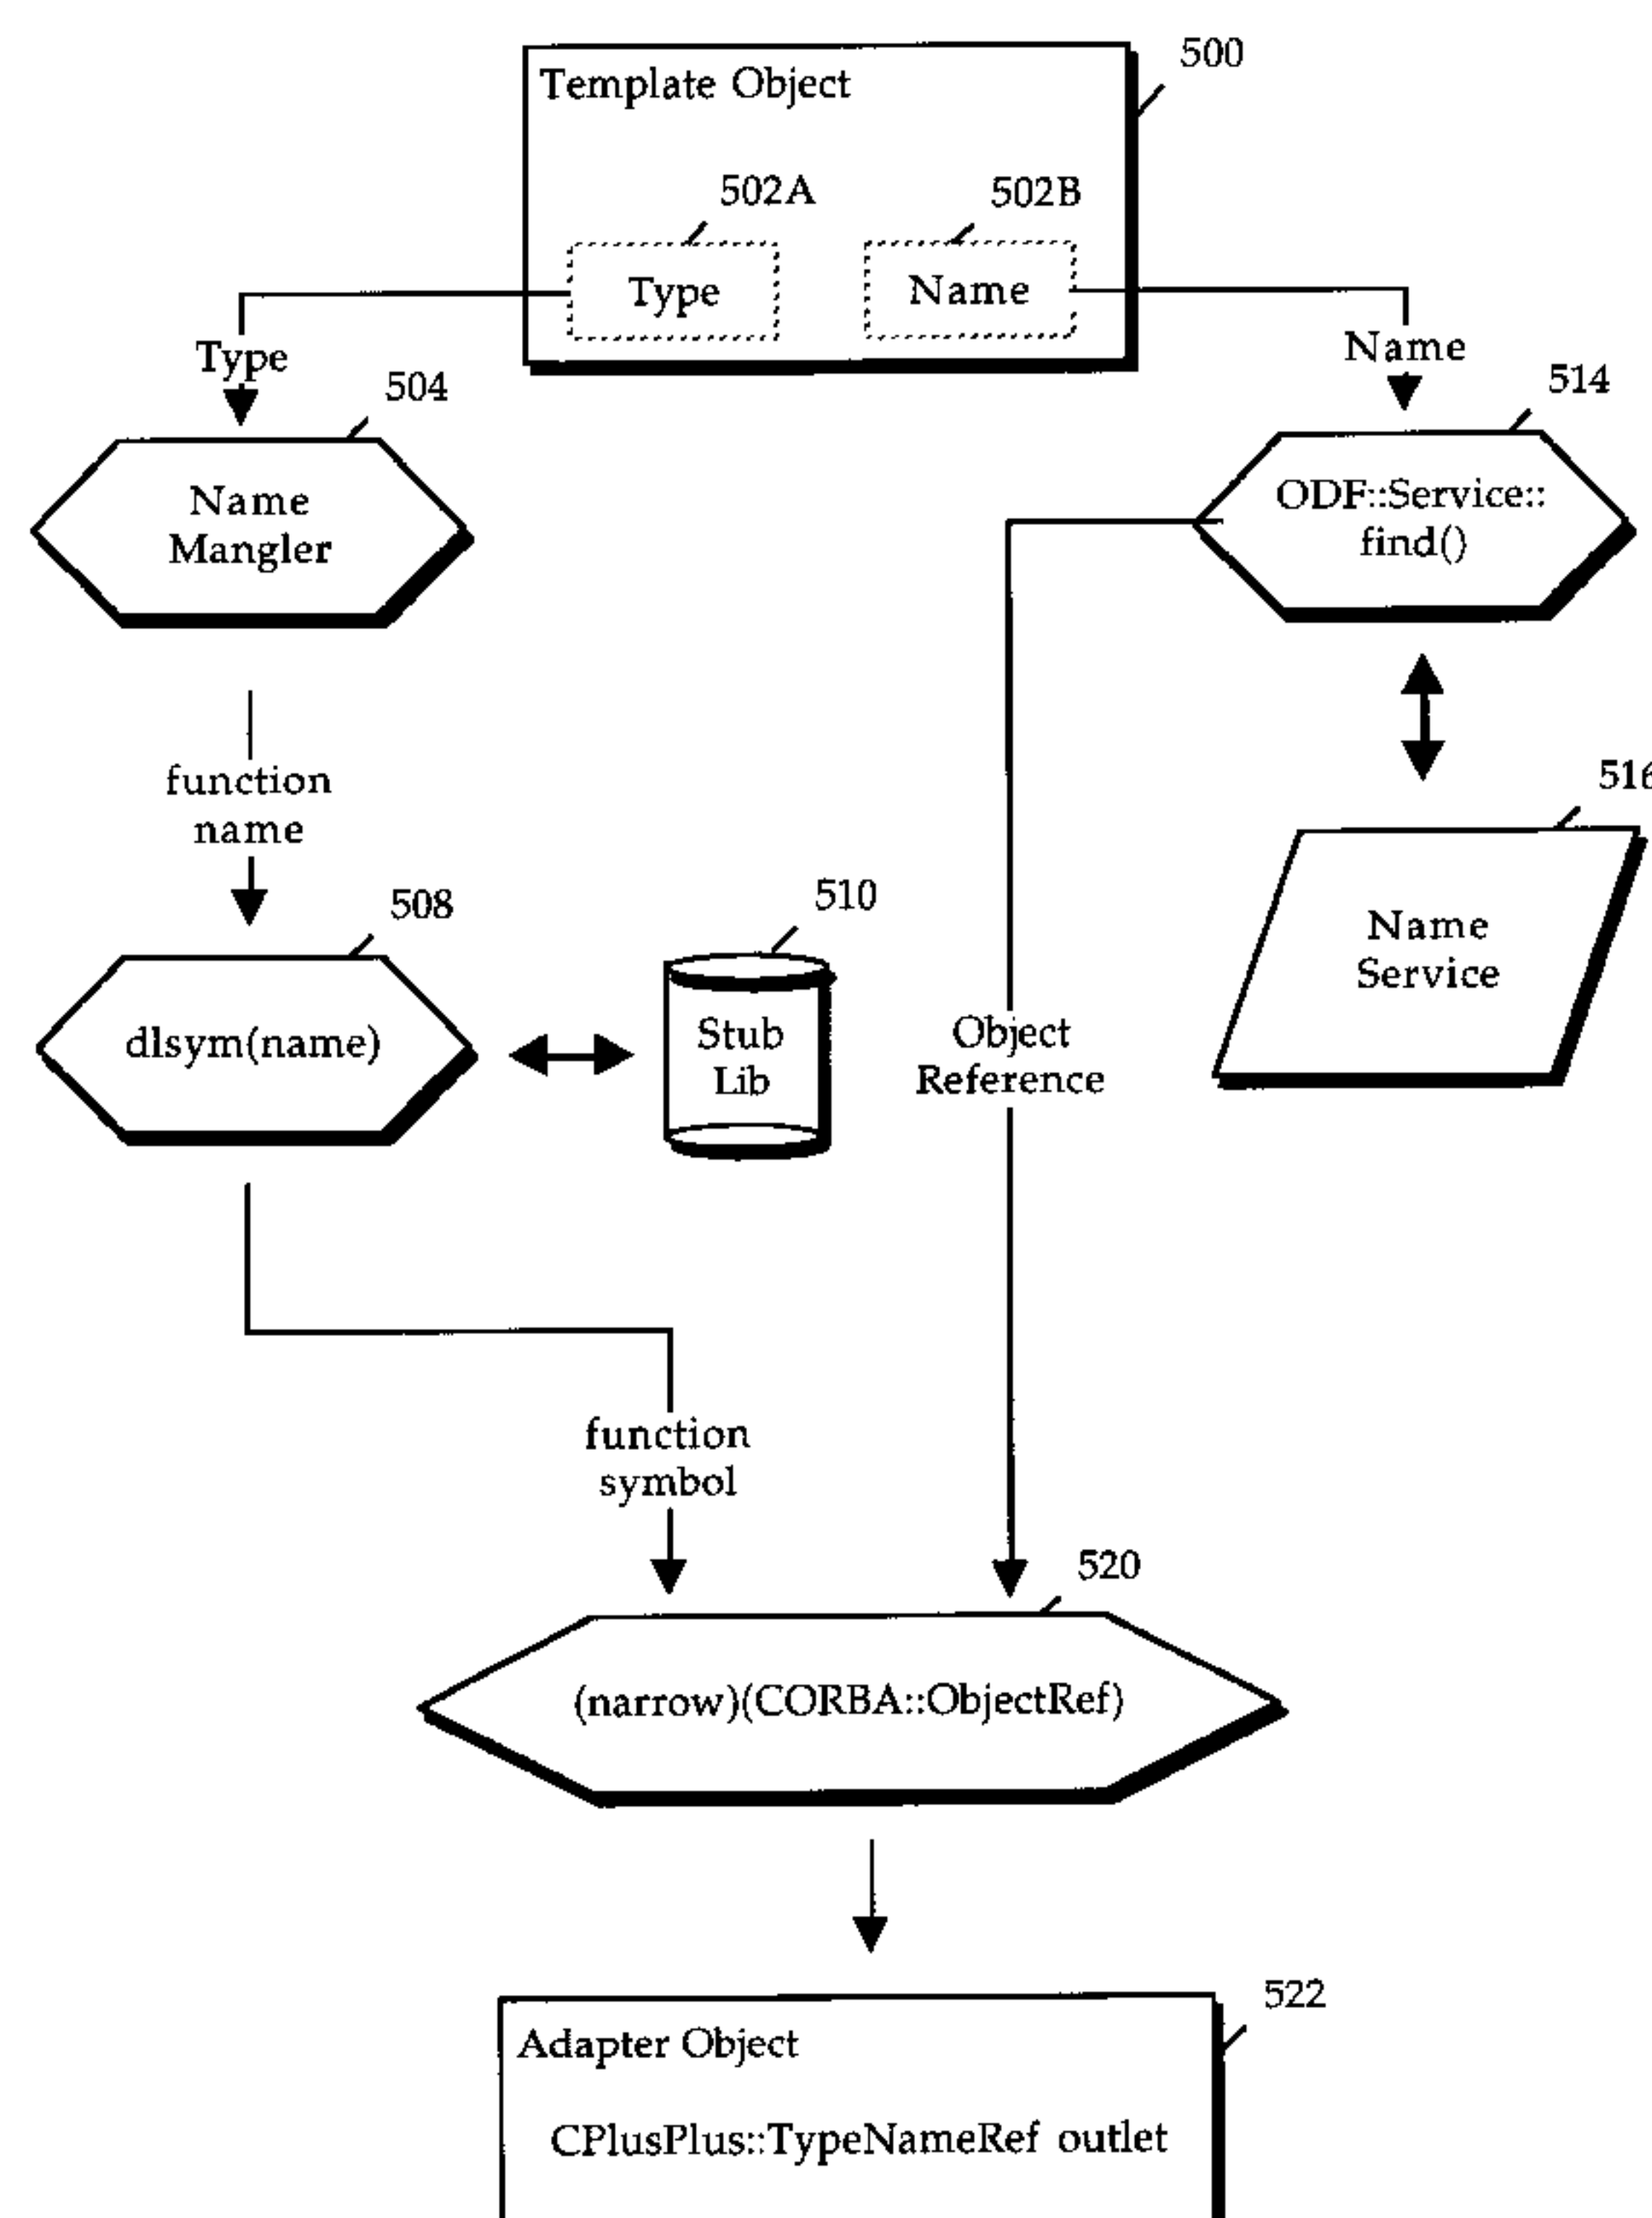 500
Template Object
502A
502B
Type
Name
Type
Name
504
514
Name
Mangler
ODF::Service::
find()
function
name
516
508
510
Name
Service
dlsym(name)
Stub
Lib
Object
Reference
function
symbol
520
(narrow)(CORBA::ObjectRef)
522
Adapter Object
CPlusPlus::TypeNameRef outlet